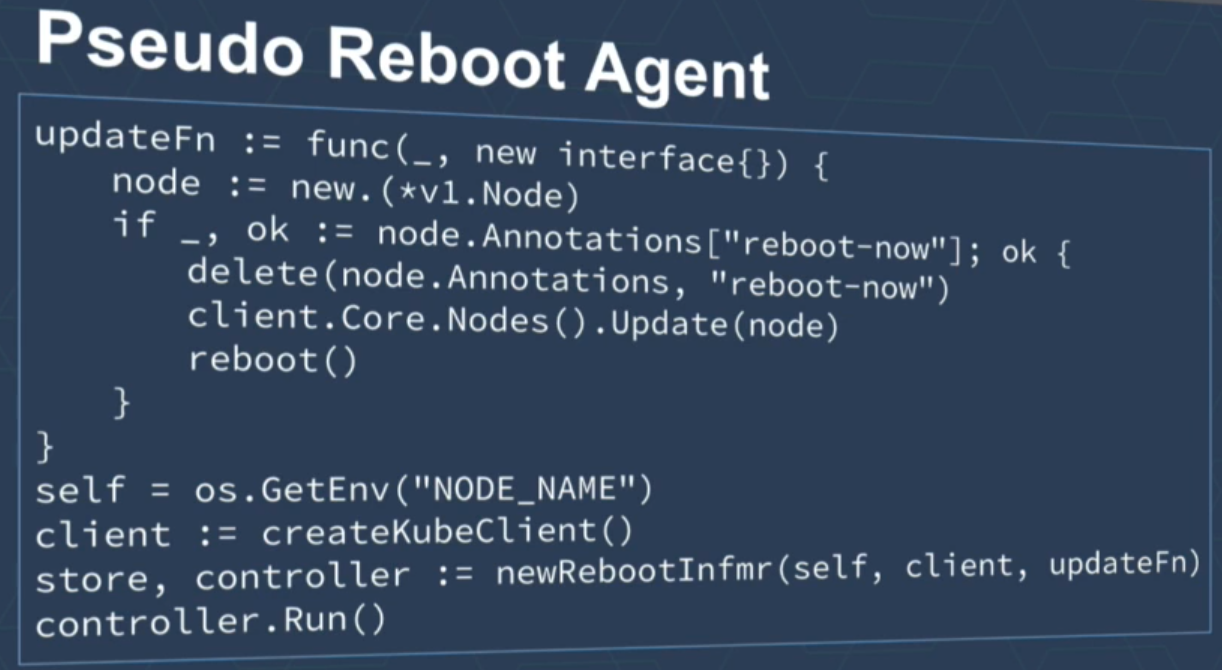 Pseudo Reboot Agent
updateFn := func(_, new interface{}) {
    node := new.(*v1.Node)
    if _, ok := node.Annotations["reboot-now"]; ok {
        delete(node.Annotations, "reboot-now")
        client.Core.Nodes().Update(node)
        reboot()
    }
}
self = os.GetEnv("NODE_NAME")
client := createKubeClient()
store, controller := newRebootInfmr(self, client, updateFn)
controller.Run()